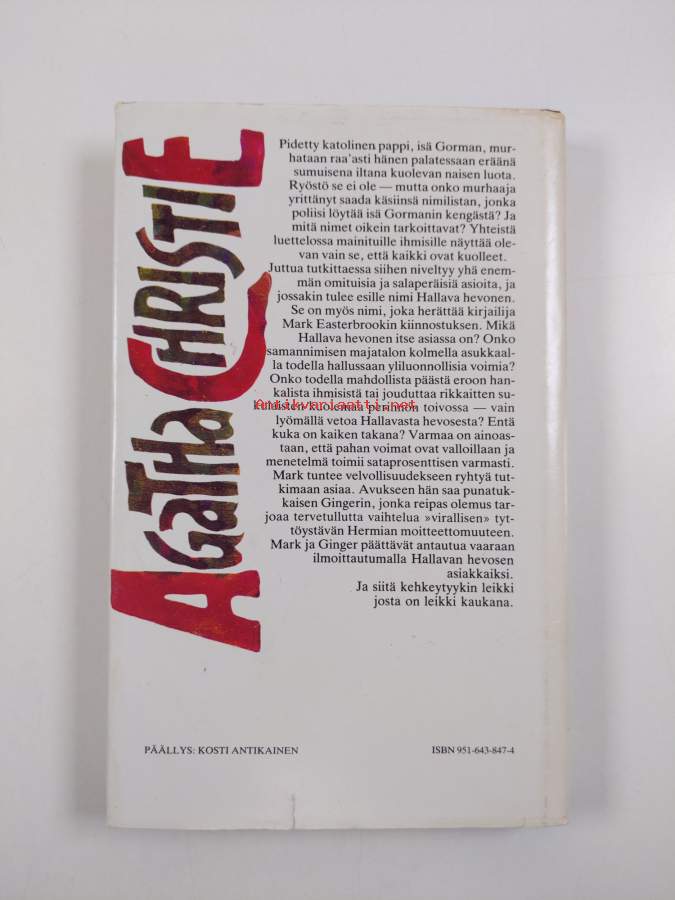 AGATHA CHRISTIE
Pidetty katolinen pappi, isä Gorman, mur-
hataan raa'asti hänen palatessaan eräänä
sumuisena iltana kuolevan naisen luota.
Ryöstö se ei ole — mutta onko murhaaja
yrittänyt saada käsiinsä nimilistan, jonka
poliisi löytää isä Gormanin kengästä? Ja
mitä nimet oikein tarkoittavat? Yhteistä
luettelossa mainituille ihmisille näyttää ole-
van vain se, että kaikki ovat kuolleet.
Juttua tutkittaessa siihen niveltyy yhä enem-
män omituisia ja salaperäisiä asioita, ja
jossakin tulee esille nimi Hallava hevonen.
Se on myös nimi, joka herättää kirjailija
Mark Easterbrookin kiinnostuksen. Mikä
Hallava hevonen itse asiassa on? Onko
samannimisen majatalon kolmella asukkaal-
la todella hallussaan yliluonnollisia voimia?
Onko todella mahdollista päästä eroon han-
kalista ihmisistä tai jouduttaa rikkaitten su-
kulaisten kuolemaa perinnön toivossa — vain
Antikvariaatti.net
lyömällä vetoa Hallavasta hevosesta? Entä
kuka on kaiken takana? Varmaa on ainoas-
taan, että pahan voimat ovat valloillaan ja
menetelmä toimii sataprosenttisen varmasti.
Mark tuntee velvollisuudekseen ryhtyä tut-
kimaan asiaa. Avukseen hän saa punatuk-
kaisen Gingerin, jonka reipas olemus tar-
joaa tervetullutta vaihtelua »virallisen» tyt-
töystävän Hermian moitteettomuuteen.
Mark ja Ginger päättävät antautua vaaraan
ilmoittautumalla Hallavan hevosen
asiakkaiksi.
Ja siitä kehkeytyykin leikki
josta on leikki kaukana.
PÄÄLLYS: KOSTI ANTIKAINEN
ISBN 951-643-847-4